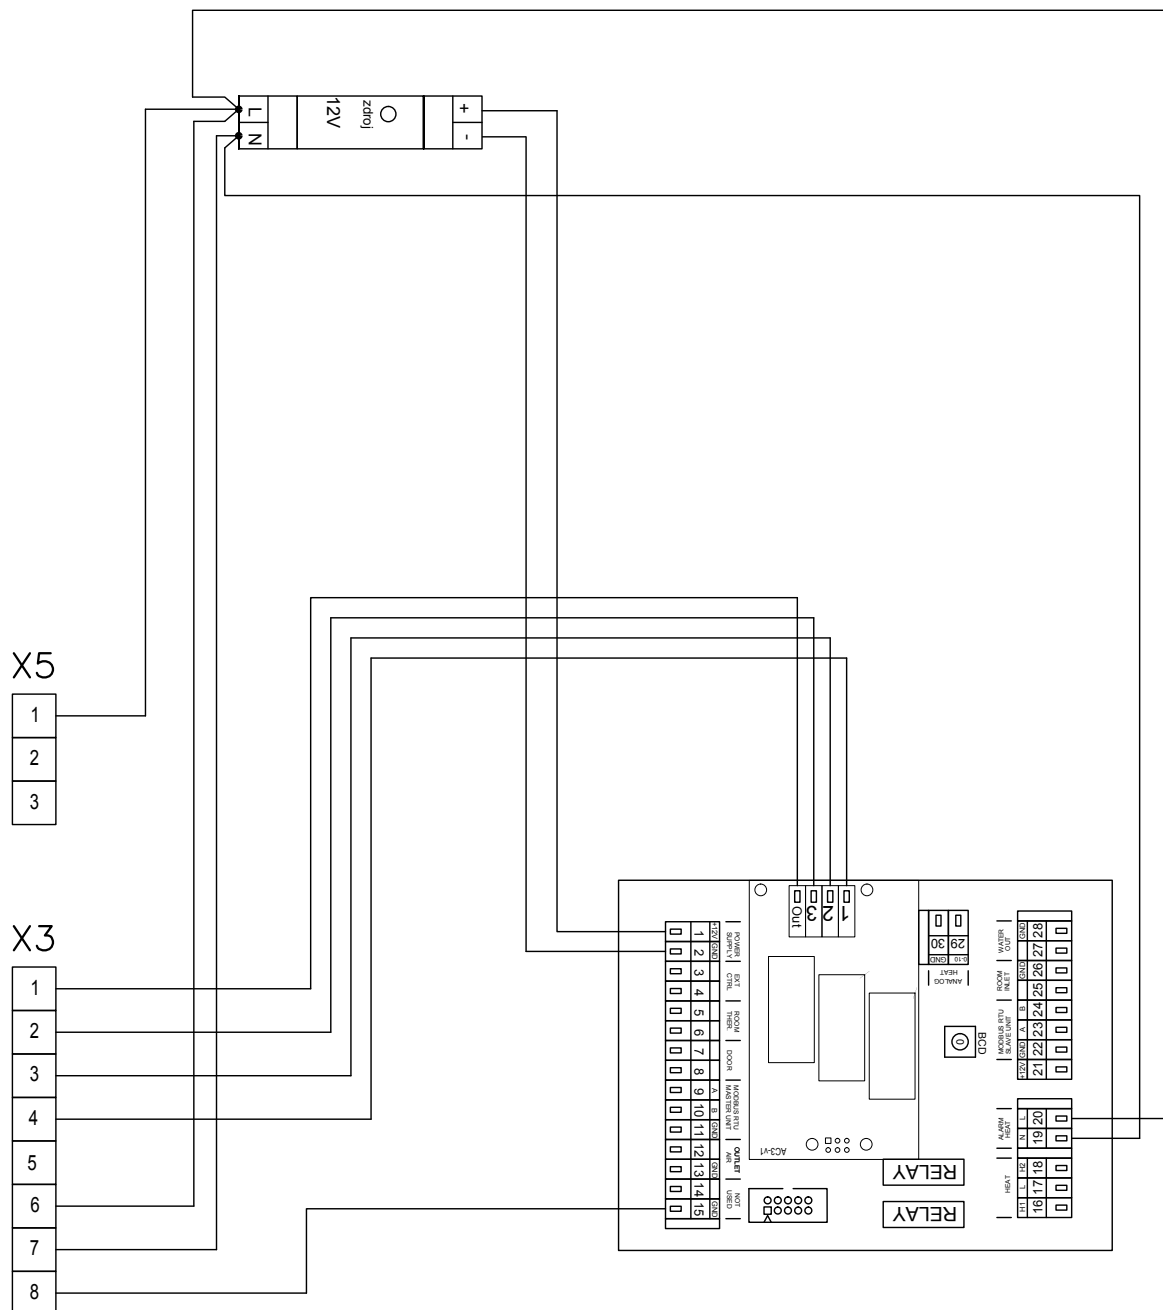 L
N
12V
zdroj
+
-
X5
1
2
3
X3
1
2
3
4
5
6
7
8
Out
3
2
1
1 +12V
2 GND
POWER
SUPPLY
3
4
EXT
CTRL
5
6
ROOM
THER.
7
8
DOOR
9 A
10 B
11 GND
MODBUS RTU
MASTER UNIT
12
13 GND
OUTLET
AIR
14
15 GND
NOT
USED
30 29
GND 0-10
ANALOG
HEAT
0
BCD
AC3-v1
RELAY
RELAY
WATER
OUT
GND 28
27
ROOM
INLET
GND 26
25
MODBUS RTU
SLAVE UNIT
B 24
A 23
GND 22
+12V 21
ALARM
HEAT
L 20
N 19
HEAT
H2 18
L 17
H1 16